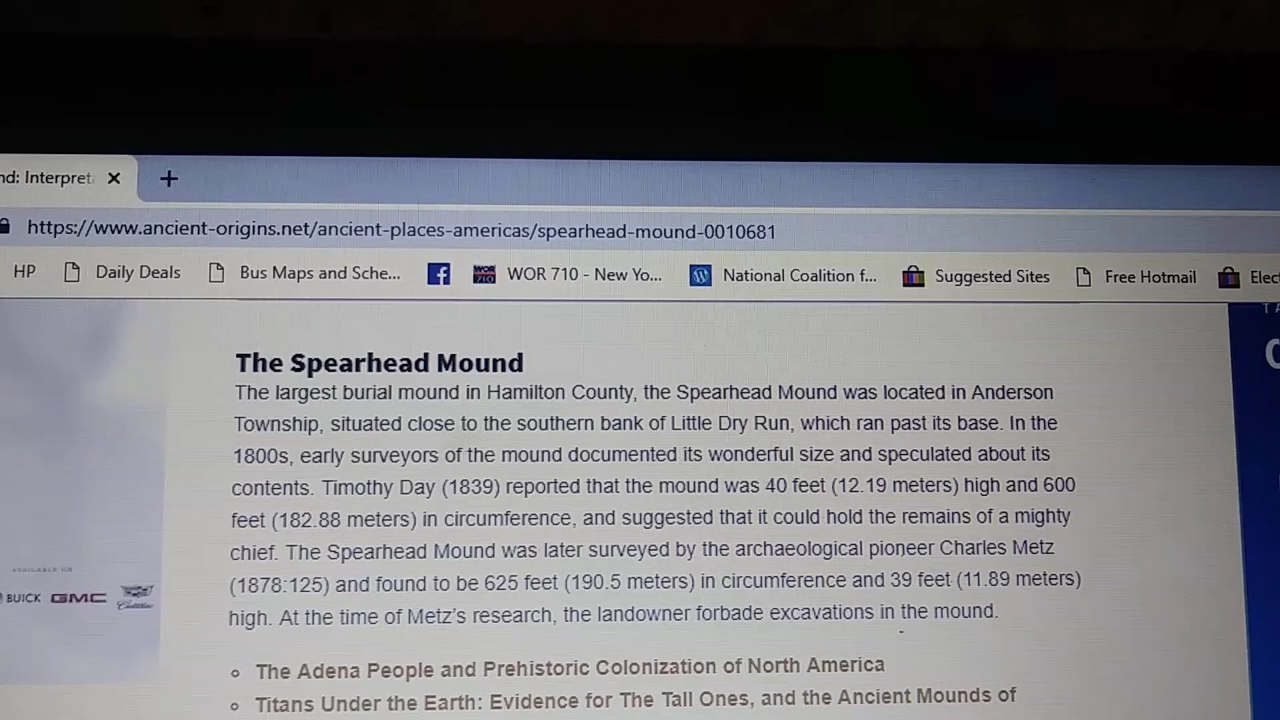 nd: Interpret
https://www.ancient-origins.net/ancient-places-americas/spearhead-mound-0010681
HP Daily Deals Bus Maps and Sche... WOR 710 - New Yo... National Coalition f... Suggested Sites Free Hotmail Elec
The Spearhead Mound
The largest burial mound in Hamilton County, the Spearhead Mound was located in Anderson
Township, situated close to the southern bank of Little Dry Run, which ran past its base. In the
1800s, early surveyors of the mound documented its wonderful size and speculated about its
contents. Timothy Day (1839) reported that the mound was 40 feet (12.19 meters) high and 600
feet (182.88 meters) in circumference, and suggested that it could hold the remains of a mighty
chief. The Spearhead Mound was later surveyed by the archaeological pioneer Charles Metz
(1878:125) and found to be 625 feet (190.5 meters) in circumference and 39 feet (11.89 meters)
high. At the time of Metz's research, the landowner forbade excavations in the mound.
AVAILABLE ON
BUICK GMC Cadillac
The Adena People and Prehistoric Colonization of North America
Titans Under the Earth: Evidence for The Tall Ones, and the Ancient Mounds of